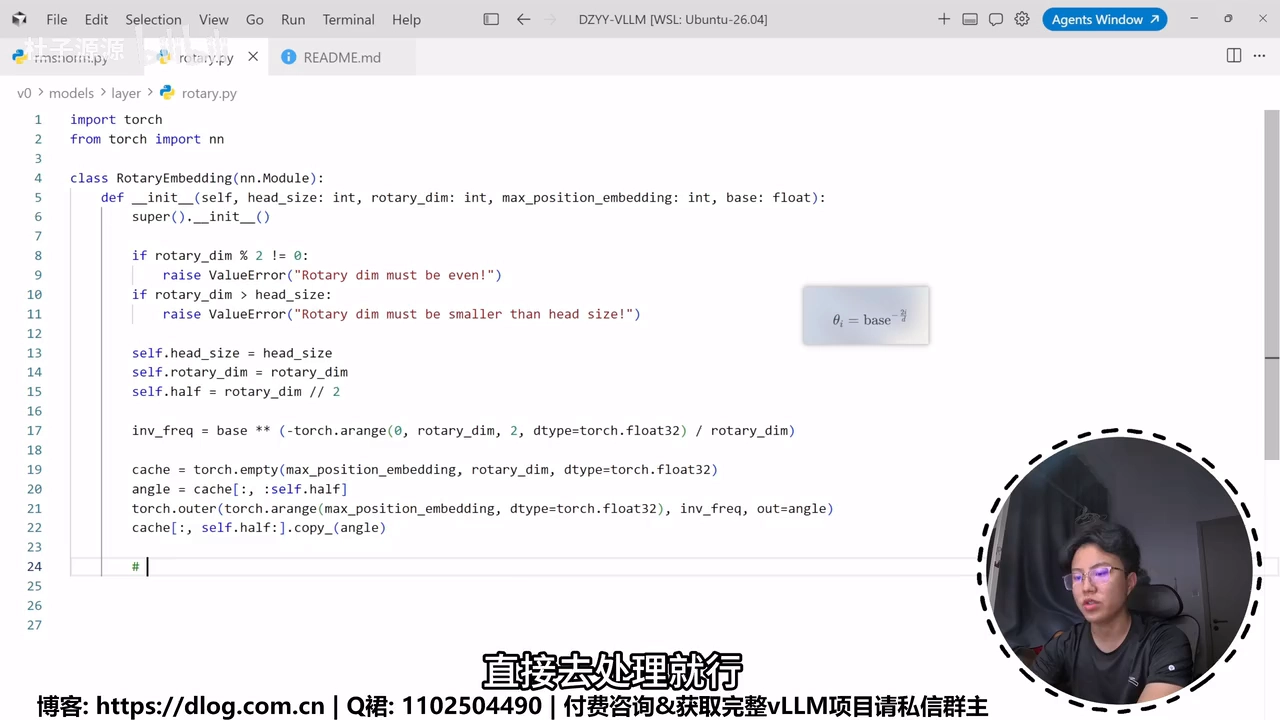 File Edit Selection View Go Run Terminal Help
DZYY-VLLM [WSL: Ubuntu-26.04]
Agents Window
杜子源源
rmsnorm.py
rotary.py
README.md
v0 > models > layer > rotary.py
1 import torch
2 from torch import nn
3
4 class RotaryEmbedding(nn.Module):
5 def __init__(self, head_size: int, rotary_dim: int, max_position_embedding: int, base: float):
6 super().__init__()
7
8 if rotary_dim % 2 != 0:
9 raise ValueError("Rotary dim must be even!")
10 if rotary_dim > head_size:
11 raise ValueError("Rotary dim must be smaller than head size!")
12
13 self.head_size = head_size
14 self.rotary_dim = rotary_dim
15 self.half = rotary_dim // 2
16
17 inv_freq = base ** (-torch.arange(0, rotary_dim, 2, dtype=torch.float32) / rotary_dim)
18
19 cache = torch.empty(max_position_embedding, rotary_dim, dtype=torch.float32)
20 angle = cache[:, :self.half]
21 torch.outer(torch.arange(max_position_embedding, dtype=torch.float32), inv_freq, out=angle)
22 cache[:, self.half:].copy_(angle)
23
24 #
25
26
27
θi = base^(-2i/d)
直接去处理就行
博客: https://dlog.com.cn | Q裙: 1102504490 | 付费咨询&获取完整vLLM项目请私信群主